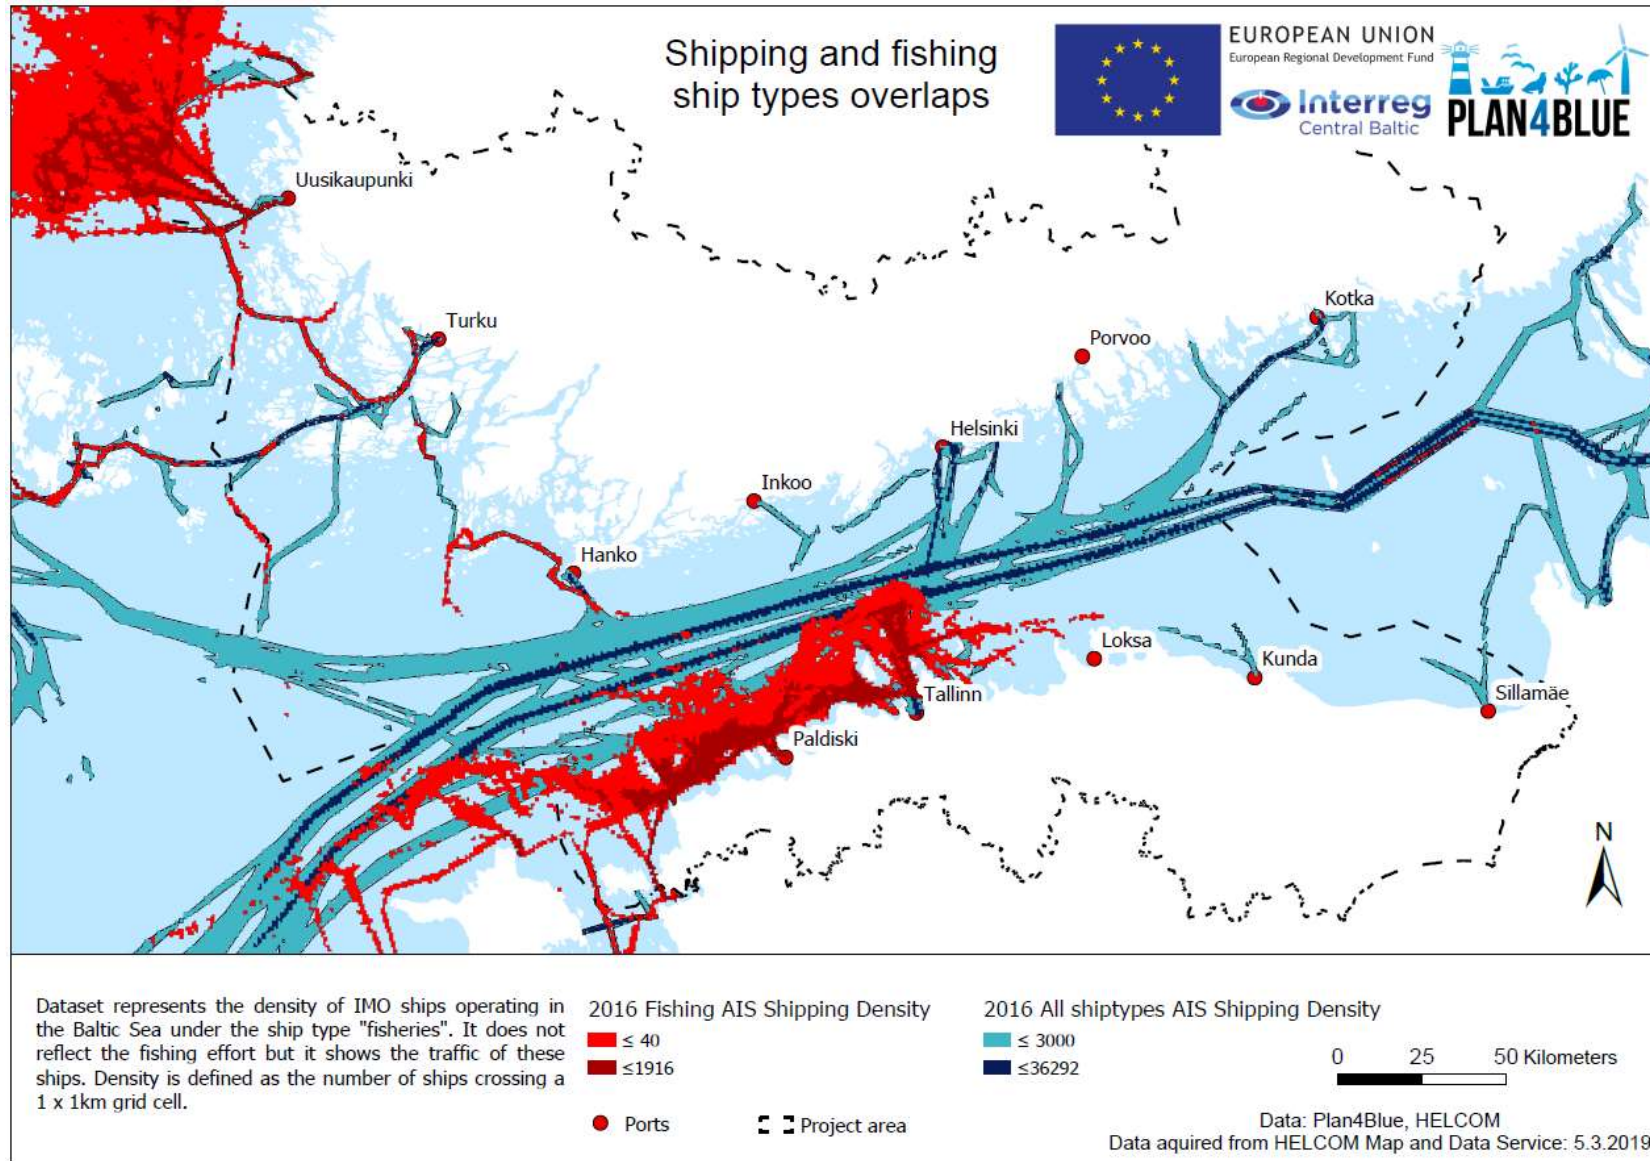 Shipping and fishing
ship types overlaps
EUROPEAN UNION
European Regional Development Fund
Interreg
Central Baltic
PLAN4BLUE
Uusikaupunki
Turku
Kotka
Porvoo
Helsinki
Inkoo
Hanko
Loksa
Kunda
Tallinn
Sillamäe
Paldiski
N
Dataset represents the density of IMO ships operating in
the Baltic Sea under the ship type "fisheries". It does not
reflect the fishing effort but it shows the traffic of these
ships. Density is defined as the number of ships crossing a
1 x 1km grid cell.
2016 Fishing AIS Shipping Density
≤ 40
≤1916
Ports
Project area
2016 All shiptypes AIS Shipping Density
≤ 3000
≤36292
0 25 50 Kilometers
Data: Plan4Blue, HELCOM
Data aquired from HELCOM Map and Data Service: 5.3.2019